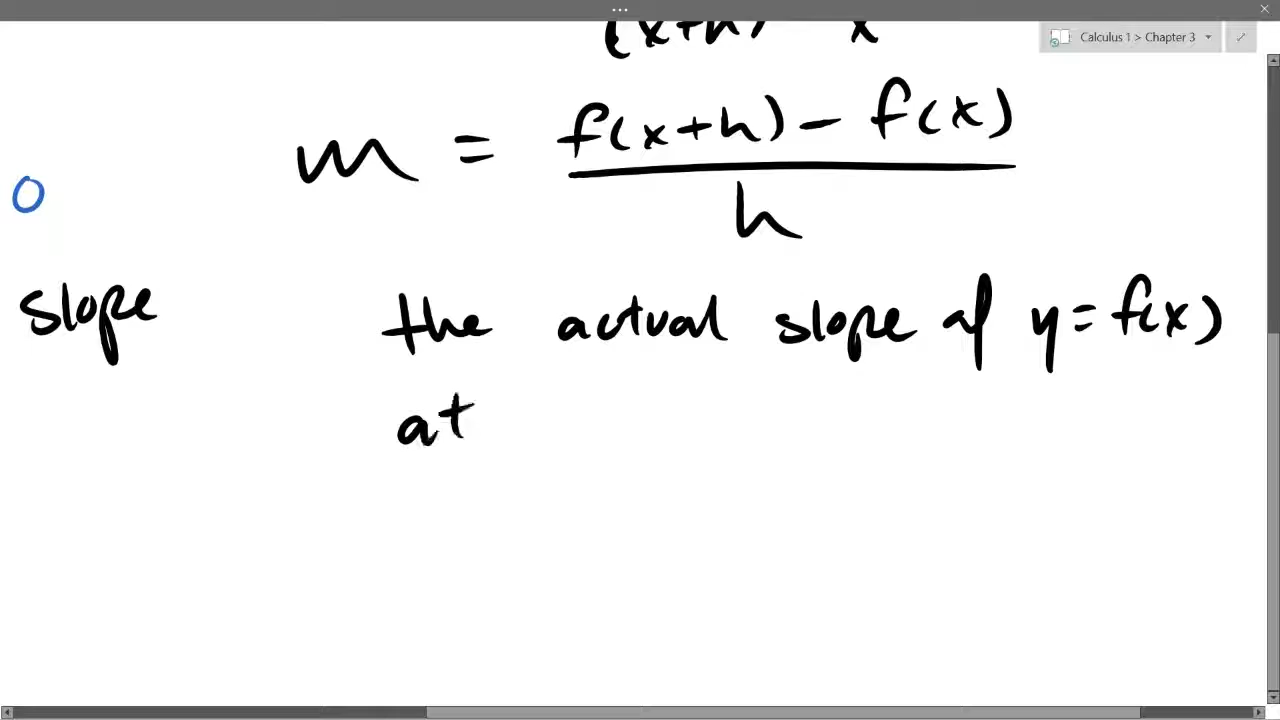 ...
Calculus 1 > Chapter 3
(x+h) x
m = f(x+h) - f(x)
h
0
slope
the actual slope of y = f(x)
at